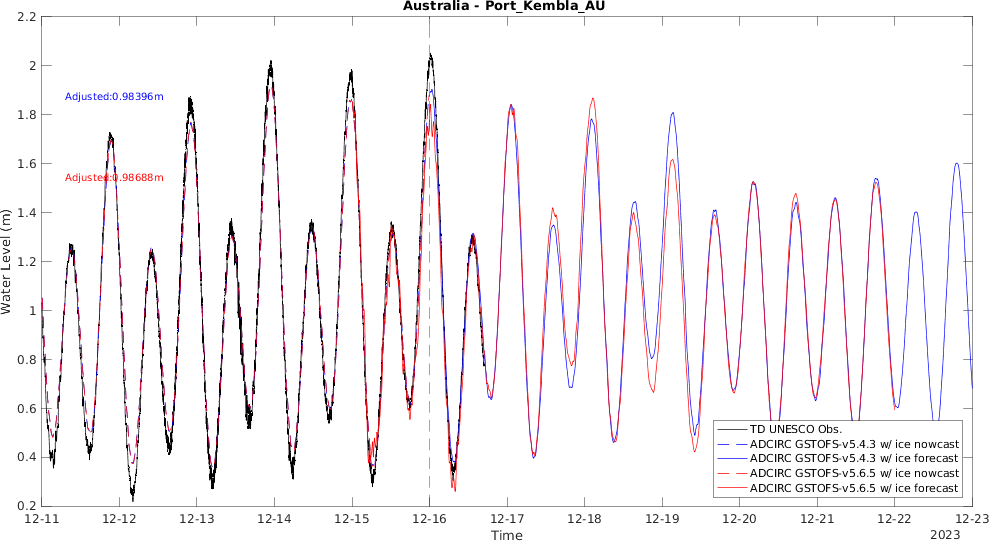 Australia - Port_Kembla_AU
2.2
2
1.8
1.6
1.4
1.2
1
0.8
0.6
0.4
0.2
Water Level (m)
Adjusted:0.98396m
Adjusted:0.98688m
TD UNESCO Obs.
ADCIRC GSTOFS-v5.4.3 w/ ice nowcast
ADCIRC GSTOFS-v5.4.3 w/ ice forecast
ADCIRC GSTOFS-v5.6.5 w/ ice nowcast
ADCIRC GSTOFS-v5.6.5 w/ ice forecast
12-11 12-12 12-13 12-14 12-15 12-16 12-17 12-18 12-19 12-20 12-21 12-22 12-23
Time
2023